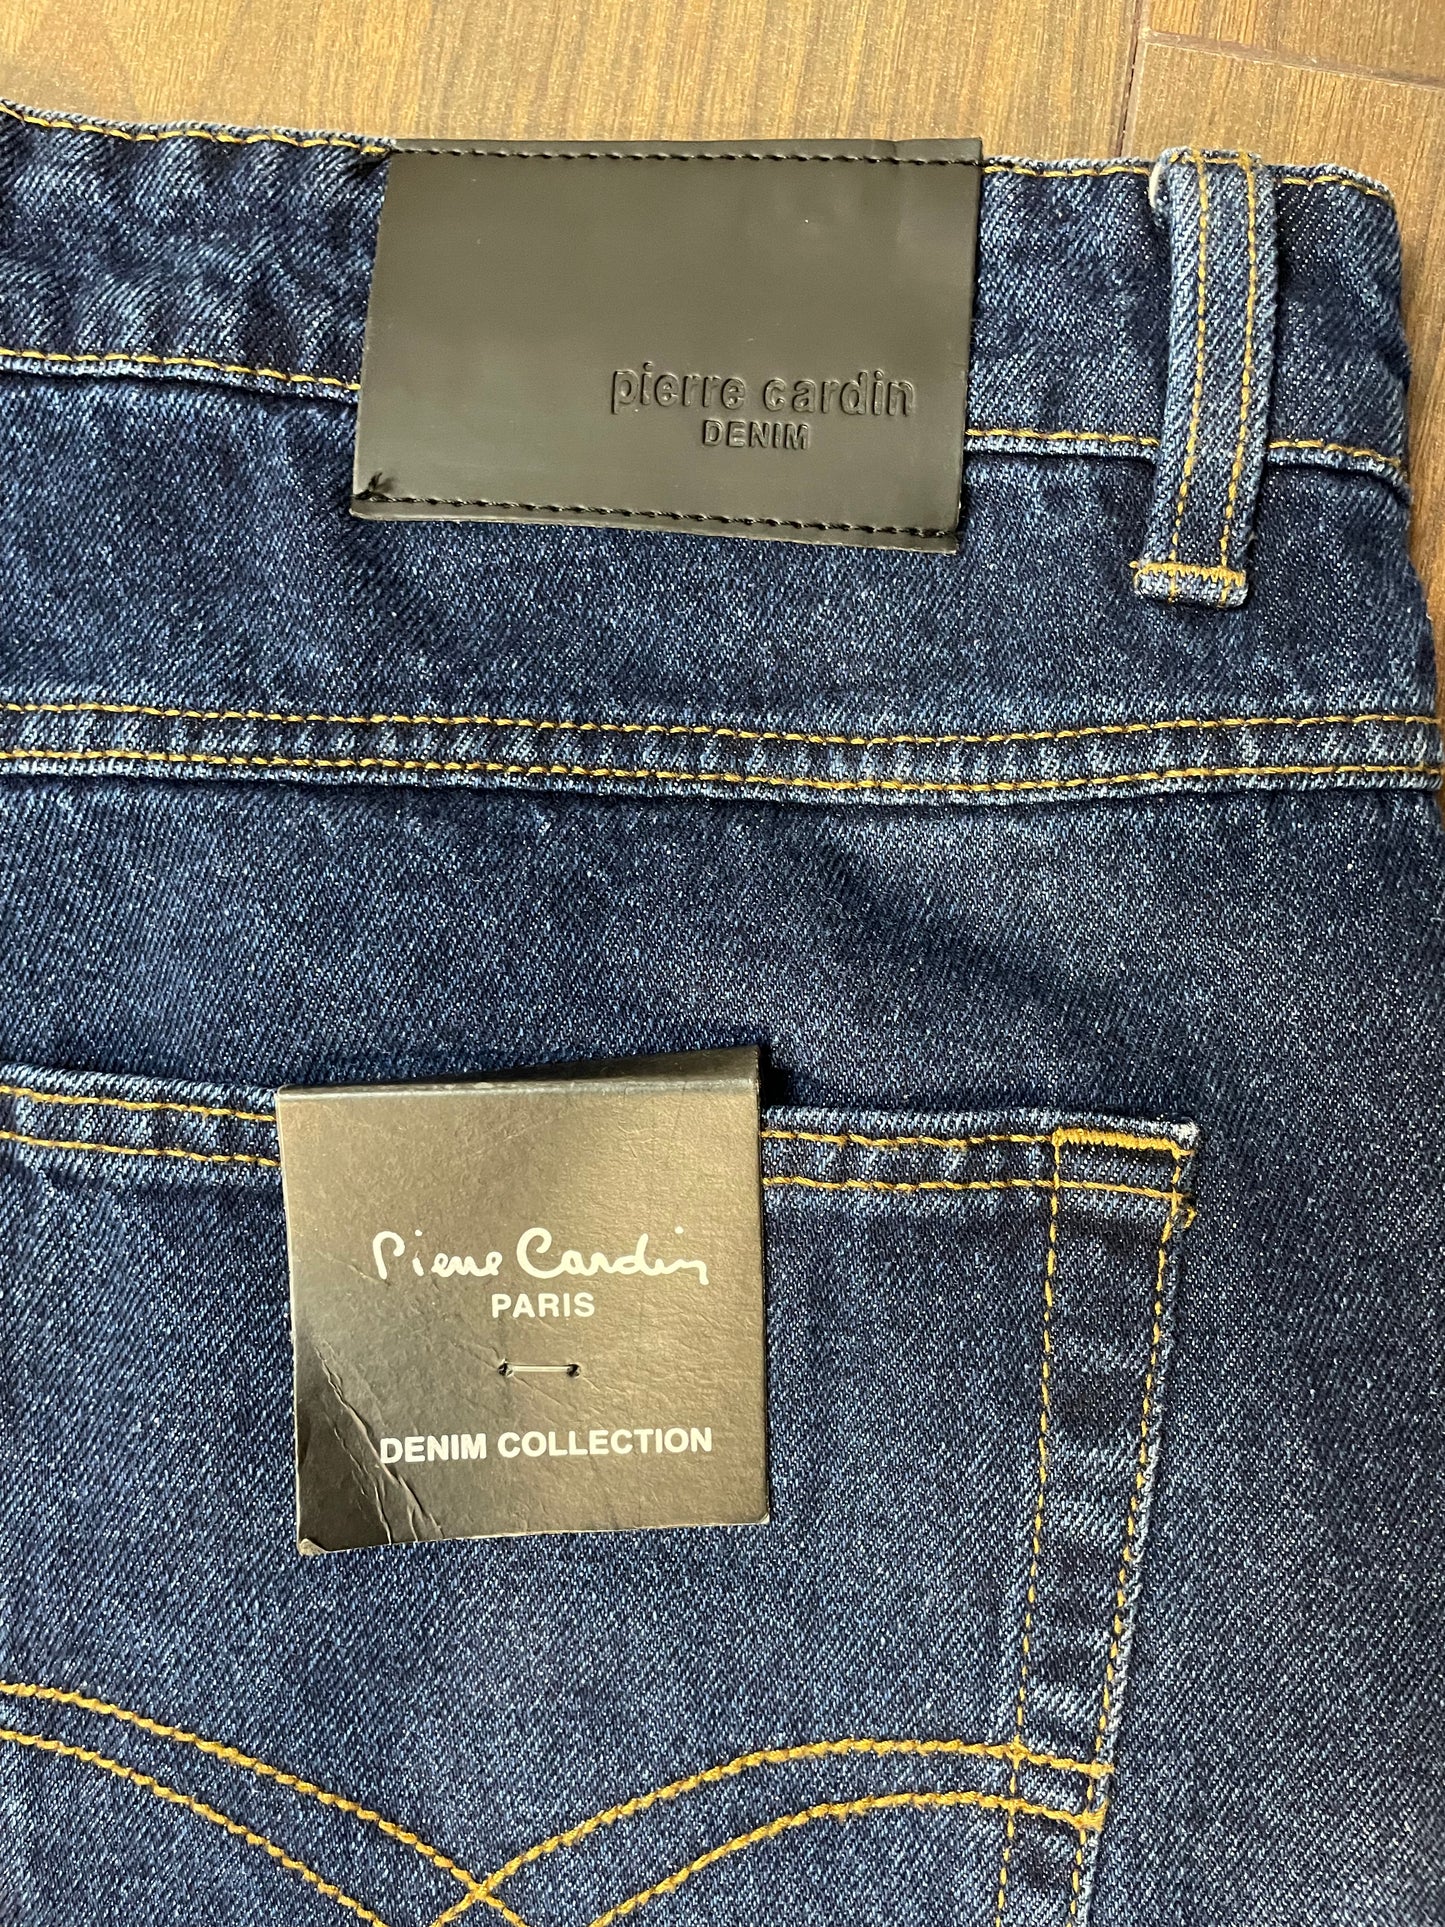 pierre cardin
DENIM
Pierre Cardin
PARIS
DENIM COLLECTION